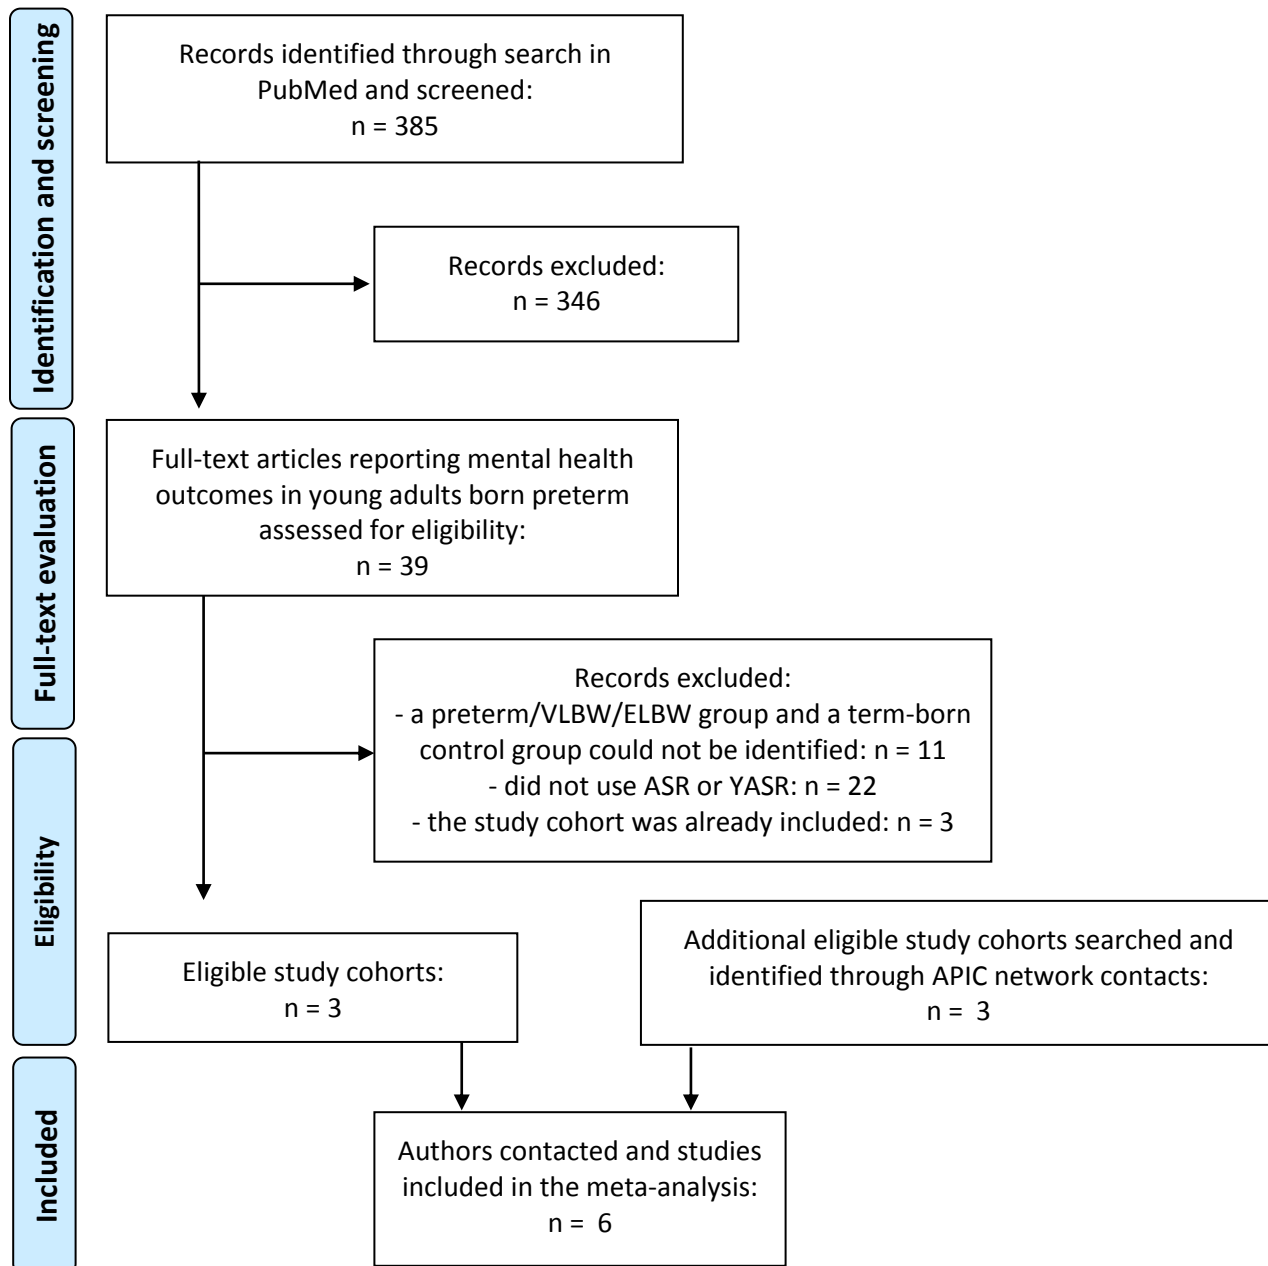 Identification and screening
Records identified through search in
PubMed and screened:
n = 385
Records excluded:
n = 346
Full-text evaluation
Full-text articles reporting mental health
outcomes in young adults born preterm
assessed for eligibility:
n = 39
Records excluded:
- a preterm/VLBW/ELBW group and a term-born
control group could not be identified: n = 11
- did not use ASR or YASR: n = 22
- the study cohort was already included: n = 3
Eligibility
Eligible study cohorts:
n = 3
Additional eligible study cohorts searched and
identified through APIC network contacts:
n = 3
Included
Authors contacted and studies
included in the meta-analysis:
n = 6